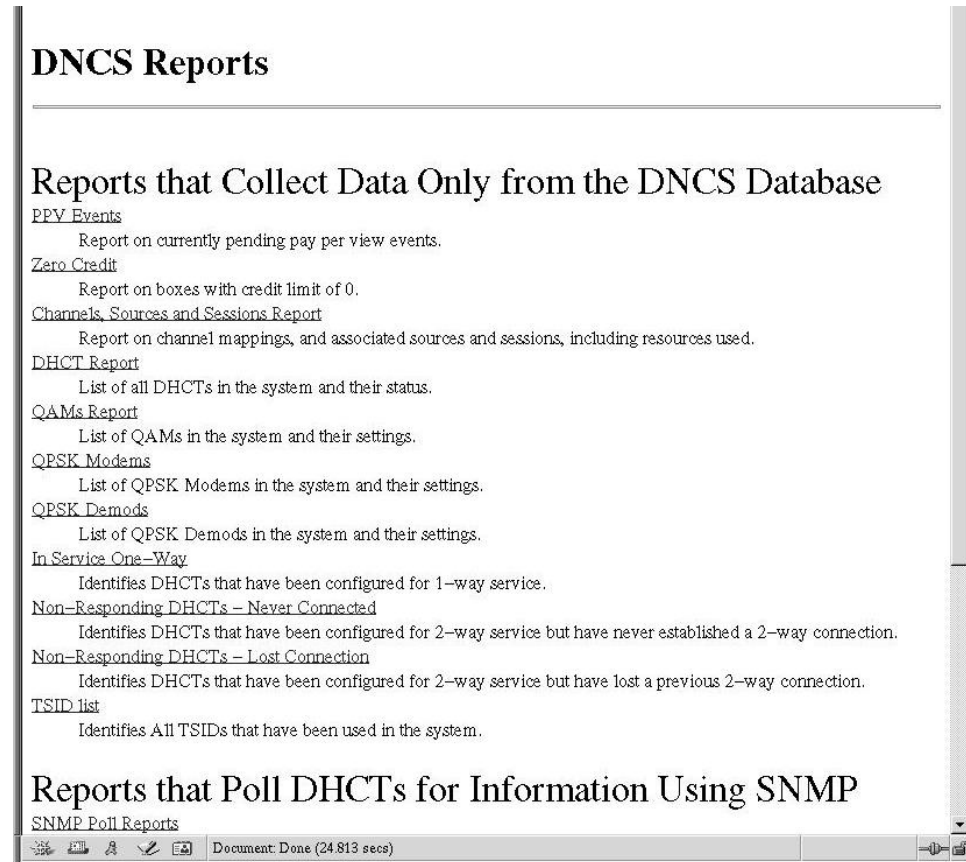 DNCS Reports
Reports that Collect Data Only from the DNCS Database
PPV Events
Report on currently pending pay per view events.
Zero Credit
Report on boxes with credit limit of 0.
Channels, Sources and Sessions Report
Report on channel mappings, and associated sources and sessions, including resources used.
DHCT Report
List of all DHCTs in the system and their status.
QAMs Report
List of QAMs in the system and their settings.
QPSK Modems
List of QPSK Modems in the system and their settings.
QPSK Demods
List of QPSK Demods in the system and their settings.
In Service One-Way
Identifies DHCTs that have been configured for 1-way service.
Non-Responding DHCTs - Never Connected
Identifies DHCTs that have been configured for 2-way service but have never established a 2-way connection.
Non-Responding DHCTs - Lost Connection
Identifies DHCTs that have been configured for 2-way service but have lost a previous 2-way connection.
TSID list
Identifies All TSIDs that have been used in the system.
Reports that Poll DHCTs for Information Using SNMP
SNMP Poll Reports
Document: Done (24.813 secs)